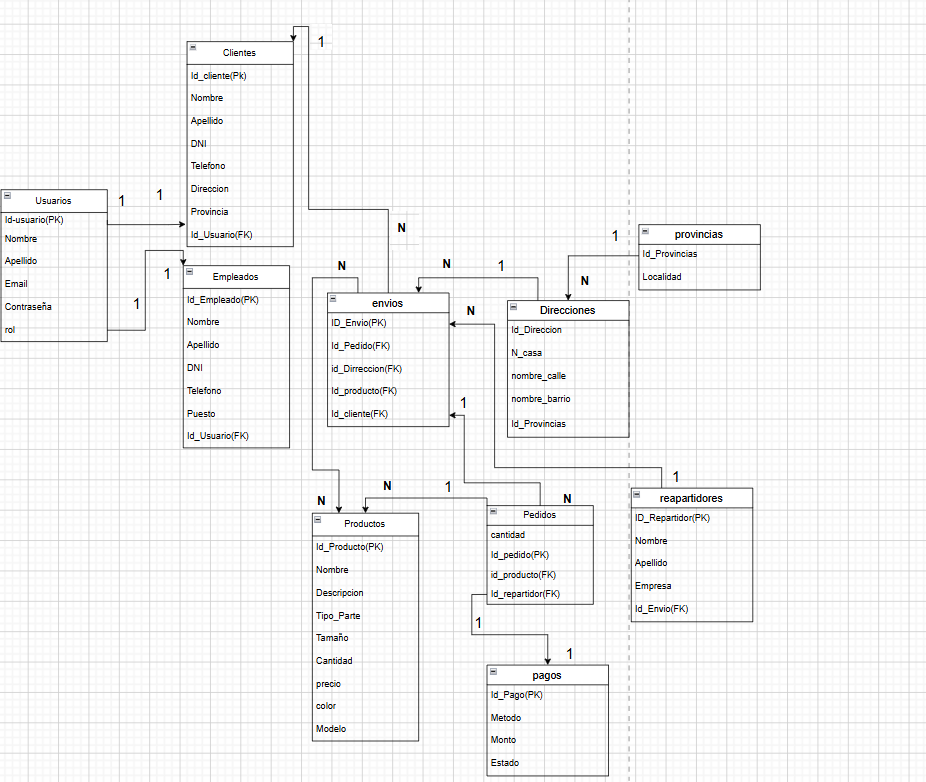 1
Clientes
Id_cliente(Pk)
Nombre
Apellido
DNI
Telefono
Direccion
Provincia
Id_Usuario(FK)
1
1
Usuarios
Id-usuario(PK)
Nombre
Apellido
Email
Contraseña
rol
1
1
Empleados
Id_Empleado(PK)
Nombre
Apellido
DNI
Telefono
Puesto
Id_Usuario(FK)
N
N
N
1
envios
ID_Envio(PK)
Id_Pedido(FK)
id_Dirreccion(FK)
Id_producto(FK)
Id_cliente(FK)
N
1
1
N
provincias
Id_Provincias
Localidad
Direcciones
Id_Direccion
N_casa
nombre_calle
nombre_barrio
Id_Provincias
1
reapartidores
ID_Repartidor(PK)
Nombre
Apellido
Empresa
Id_Envio(FK)
N
N
1
N
Productos
Id_Producto(PK)
Nombre
Descripcion
Tipo_Parte
Tamaño
Cantidad
precio
color
Modelo
Pedidos
cantidad
Id_pedido(PK)
id_producto(FK)
Id_repartidor(FK)
1
1
pagos
Id_Pago(PK)
Metodo
Monto
Estado